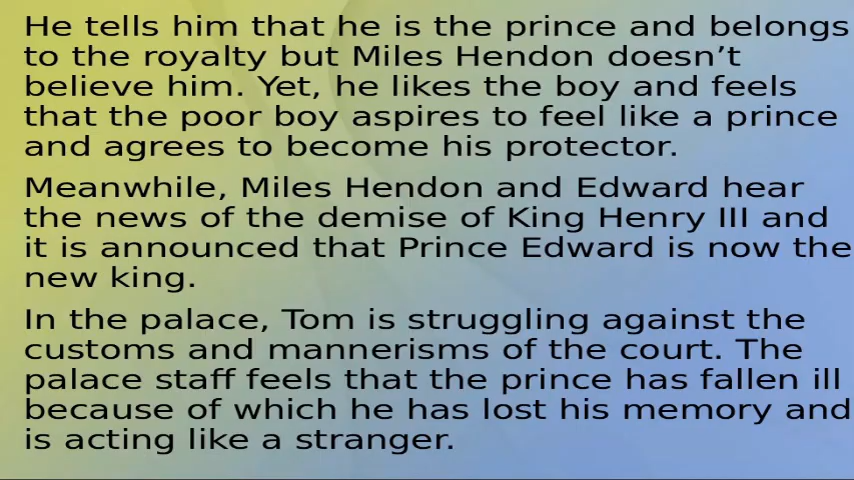 He tells him that he is the prince and belongs
to the royalty but Miles Hendon doesn’t
believe him. Yet, he likes the boy and feels
that the poor boy aspires to feel like a prince
and agrees to become his protector.
Meanwhile, Miles Hendon and Edward hear
the news of the demise of King Henry III and
it is announced that Prince Edward is now the
new king.
In the palace, Tom is struggling against the
customs and mannerisms of the court. The
palace staff feels that the prince has fallen ill
because of which he has lost his memory and
is acting like a stranger.